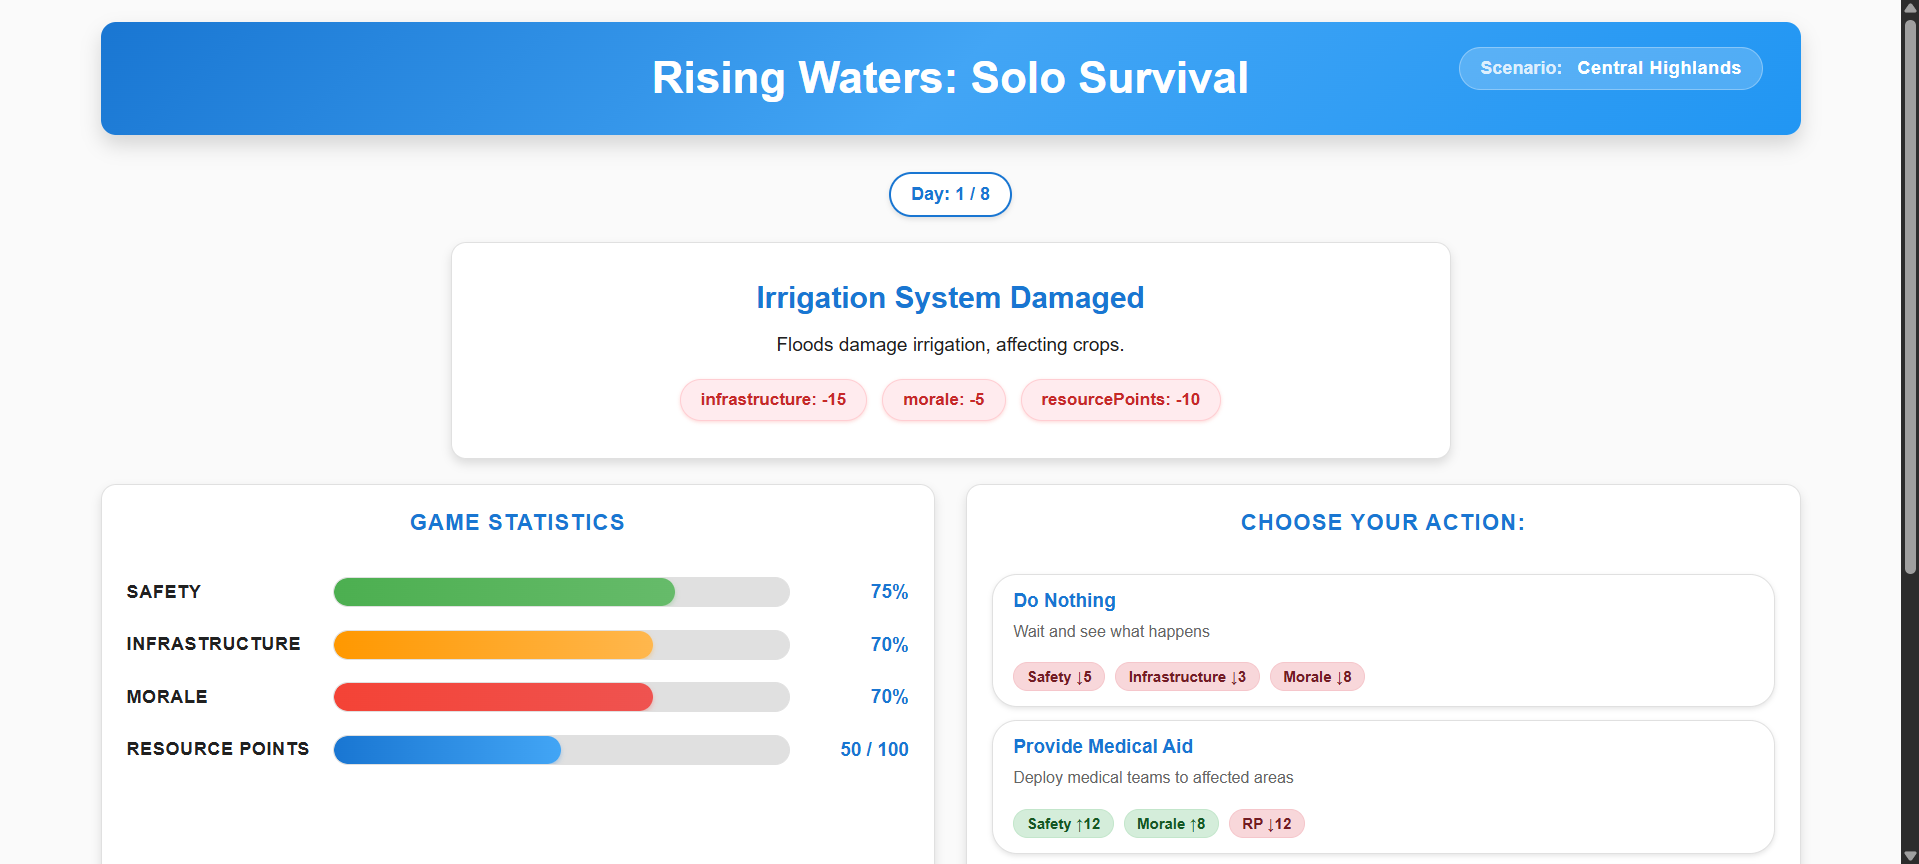 Rising Waters: Solo Survival
Scenario: Central Highlands
Day: 1 / 8
Irrigation System Damaged
Floods damage irrigation, affecting crops.
infrastructure: -15 morale: -5 resourcePoints: -10
GAME STATISTICS
SAFETY 75%
INFRASTRUCTURE 70%
MORALE 70%
RESOURCE POINTS 50 / 100
CHOOSE YOUR ACTION:
Do Nothing
Wait and see what happens
Safety ↓5 Infrastructure ↓3 Morale ↓8
Provide Medical Aid
Deploy medical teams to affected areas
Safety ↑12 Morale ↑8 RP ↓12